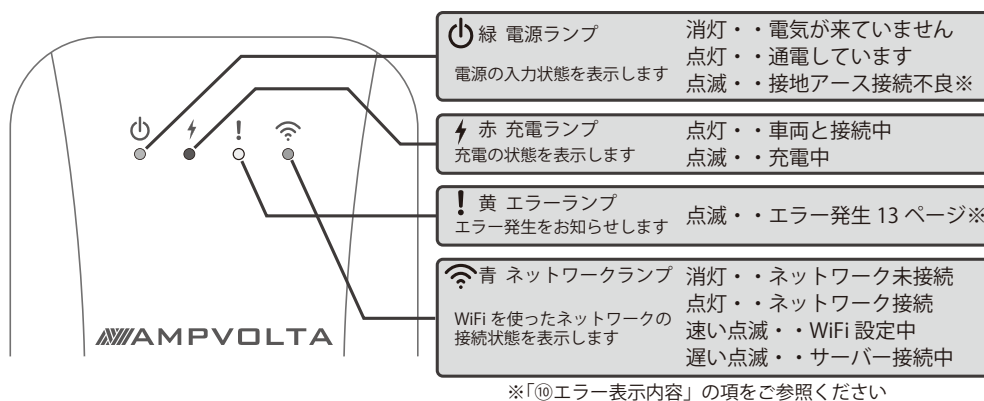 緑 電源ランプ
電源の入力状態を表示します
消灯・・電気が来ていません
点灯・・通電しています
点滅・・接地アース接続不良※
赤 充電ランプ
充電の状態を表示します
点灯・・車両と接続中
点滅・・充電中
黄 エラーランプ
エラー発生をお知らせします
点滅・・エラー発生 13 ページ※
青 ネットワークランプ
WiFi を使ったネットワークの
接続状態を表示します
消灯・・ネットワーク未接続
点灯・・ネットワーク接続
速い点滅・・WiFi 設定中
遅い点滅・・サーバー接続中
AMPVOLTA
※「⑩エラー表示内容」の項をご参照ください